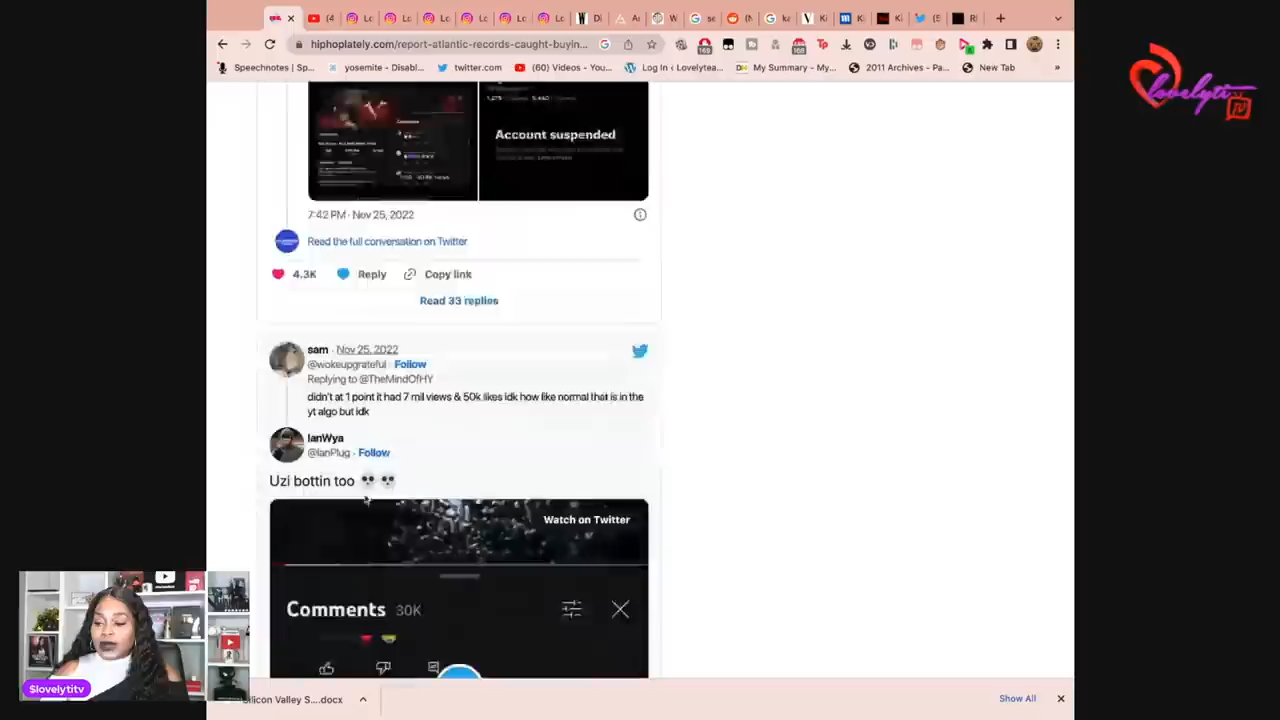 hiphoplately.com/report-atlantic-records-caught-buyin...
Speechnotes | Sp...
yosemite - Disabl...
twitter.com
(60) Videos - You...
Log In ‹ Lovelytea...
My Summary - My...
2011 Archives - Pa...
New Tab
»
lovelyti
TV
Account suspended
7:42 PM · Nov 25, 2022
Read the full conversation on Twitter
4.3K
Reply
Copy link
Read 33 replies
sam · Nov 25, 2022
@wokeupgrateful · Follow
Replying to @TheMindOfHY
didn't at 1 point it had 7 mil views & 50k likes idk how like normal that is in the
yt algo but idk
IanWya
@IanPlug · Follow
Uzi bottin too 💀💀
Watch on Twitter
Comments 30K
$lovelytitv
ilicon Valley S....docx
Show All